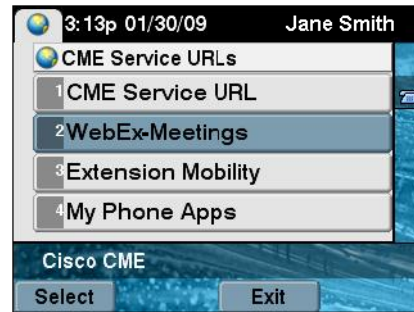 3:13p 01/30/09 Jane Smith
CME Service URLs
1 CME Service URL
2 WebEx-Meetings
3 Extension Mobility
4 My Phone Apps
Cisco CME
Select Exit